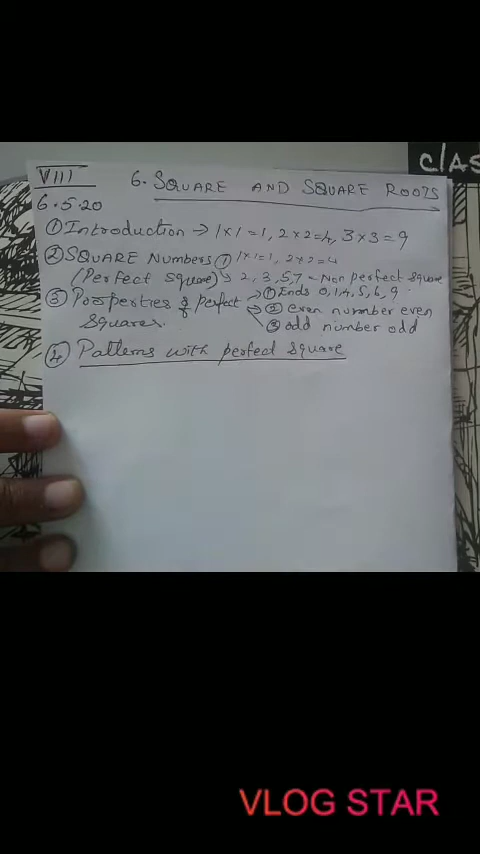 CLAS
VIII
6. SQUARE AND SQUARE ROOTS
6.5.20
① Introduction → 1×1=1, 2×2=4, 3×3=9
② SQUARE Numbers ① 1×1=1, 2×2=4
(Perfect square) ↘ 2, 3, 5, 7 - Non perfect square
③ Properties of perfect → ① Ends 0, 1, 4, 5, 6, 9
⇒ ② even number even
squares. ③ odd number odd
④ Patterns with perfect square
VLOG STAR